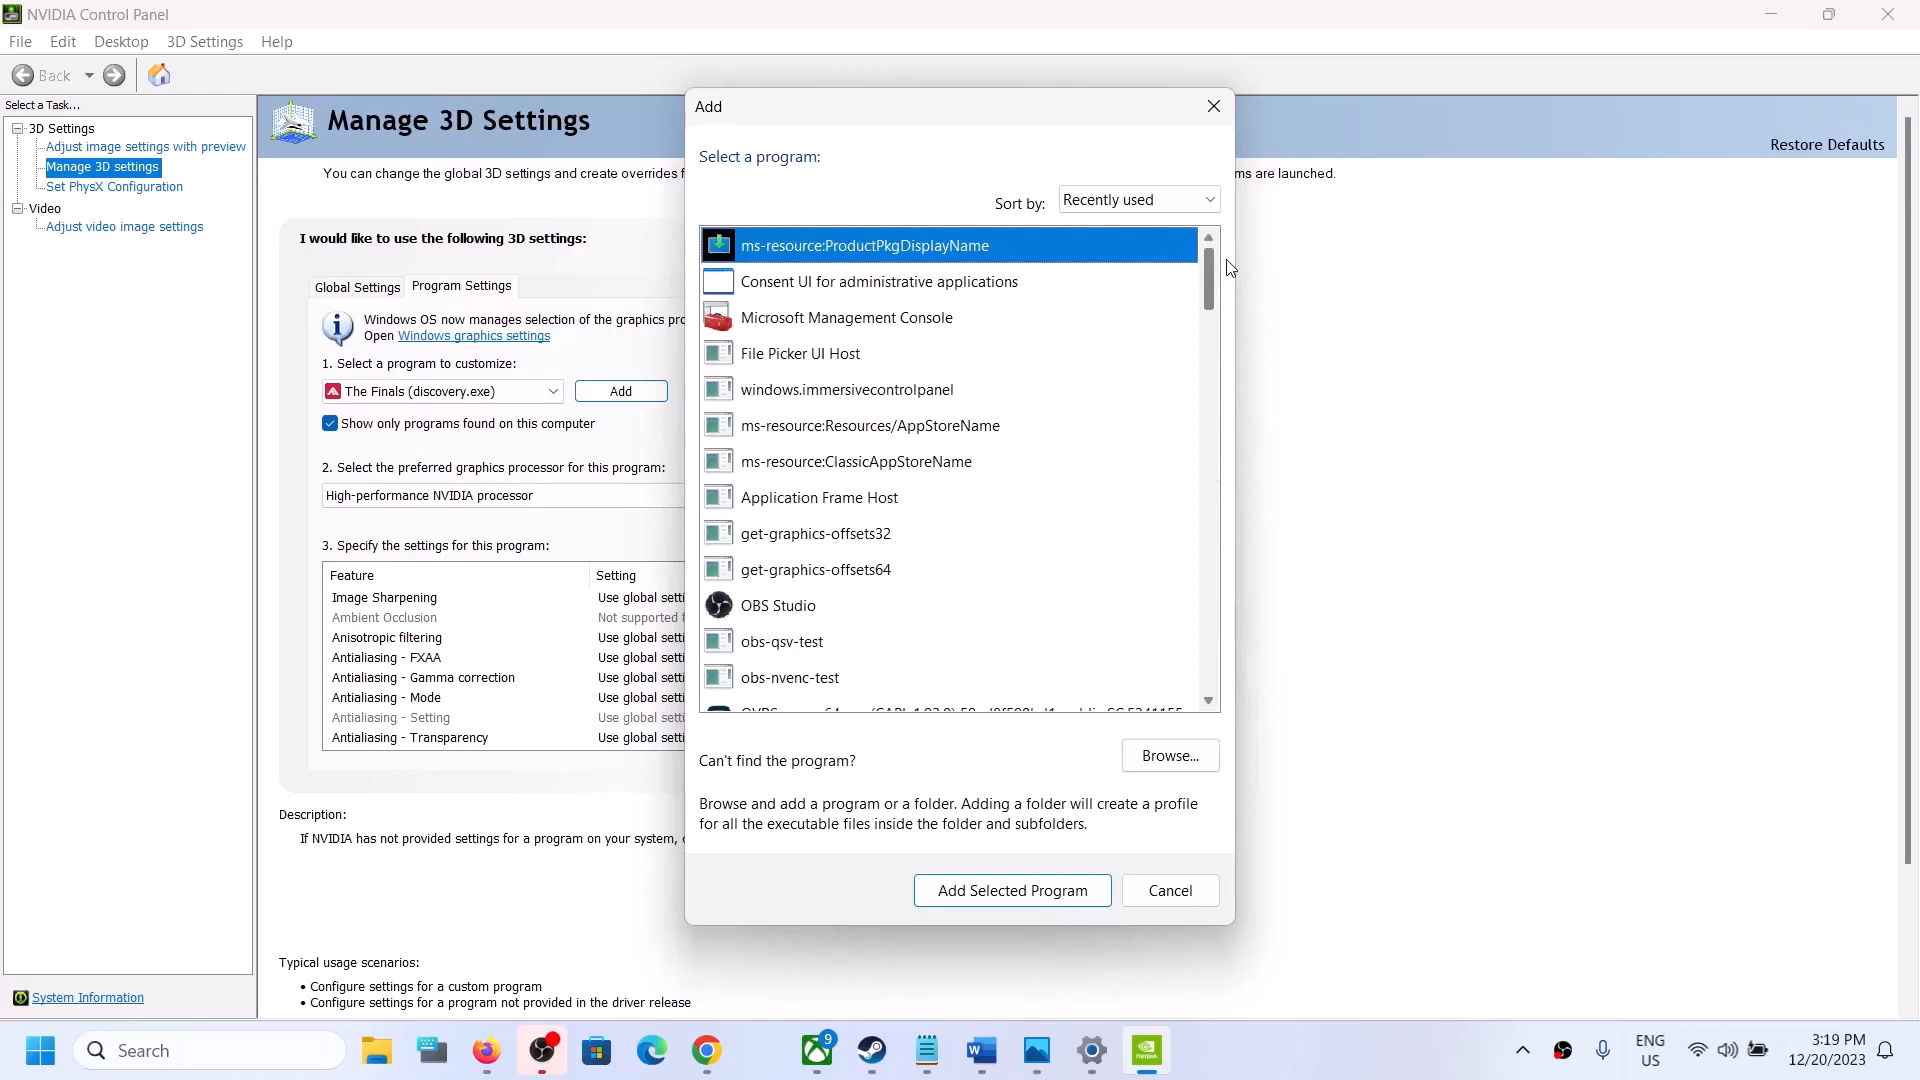 NVIDIA Control Panel
File Edit Desktop 3D Settings Help
Back
Select a Task...
3D Settings
Adjust image settings with preview
Manage 3D settings
Set PhysX Configuration
Video
Adjust video image settings
System Information
Manage 3D Settings
Restore Defaults
You can change the global 3D settings and create overrides f
ms are launched.
I would like to use the following 3D settings:
Global Settings Program Settings
Windows OS now manages selection of the graphics pro
Open Windows graphics settings
1. Select a program to customize:
The Finals (discovery.exe) Add
Show only programs found on this computer
2. Select the preferred graphics processor for this program:
High-performance NVIDIA processor
3. Specify the settings for this program:
Feature Setting
Image Sharpening Use global setti
Ambient Occlusion Not supported f
Anisotropic filtering Use global setti
Antialiasing - FXAA Use global setti
Antialiasing - Gamma correction Use global setti
Antialiasing - Mode Use global setti
Antialiasing - Setting Use global setti
Antialiasing - Transparency Use global setti
Description:
If NVIDIA has not provided settings for a program on your system,
Typical usage scenarios:
• Configure settings for a custom program
• Configure settings for a program not provided in the driver release
Add
Select a program:
Sort by: Recently used
ms-resource:ProductPkgDisplayName
Consent UI for administrative applications
Microsoft Management Console
File Picker UI Host
windows.immersivecontrolpanel
ms-resource:Resources/AppStoreName
ms-resource:ClassicAppStoreName
Application Frame Host
get-graphics-offsets32
get-graphics-offsets64
OBS Studio
obs-qsv-test
obs-nvenc-test
Can't find the program? Browse...
Browse and add a program or a folder. Adding a folder will create a profile
for all the executable files inside the folder and subfolders.
Add Selected Program Cancel
Search
9
NVIDIA
ENG
US
3:19 PM
12/20/2023